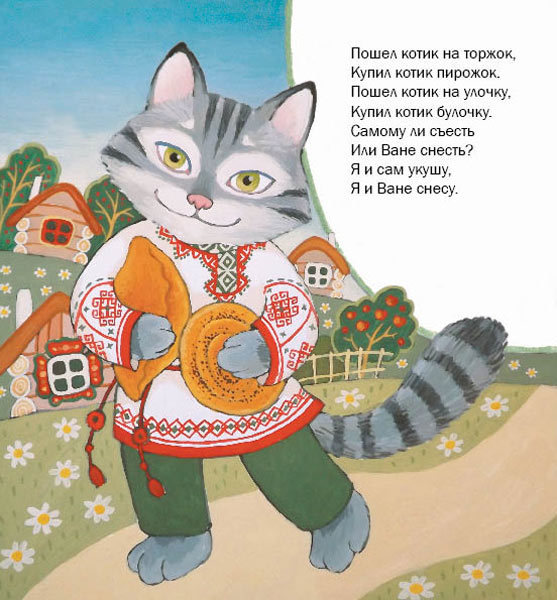 Пошел котик на торжок,
Купил котик пирожок.
Пошел котик на улочку,
Купил котик булочку.
Самому ли съесть
Или Ване снесть?
Я и сам укушу,
Я и Ване снесу.